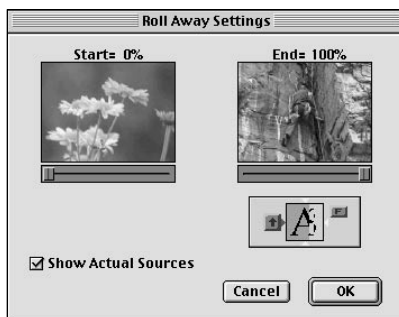 Roll Away Settings
Start= 0%
End= 100%
A
F
Show Actual Sources
Cancel
OK